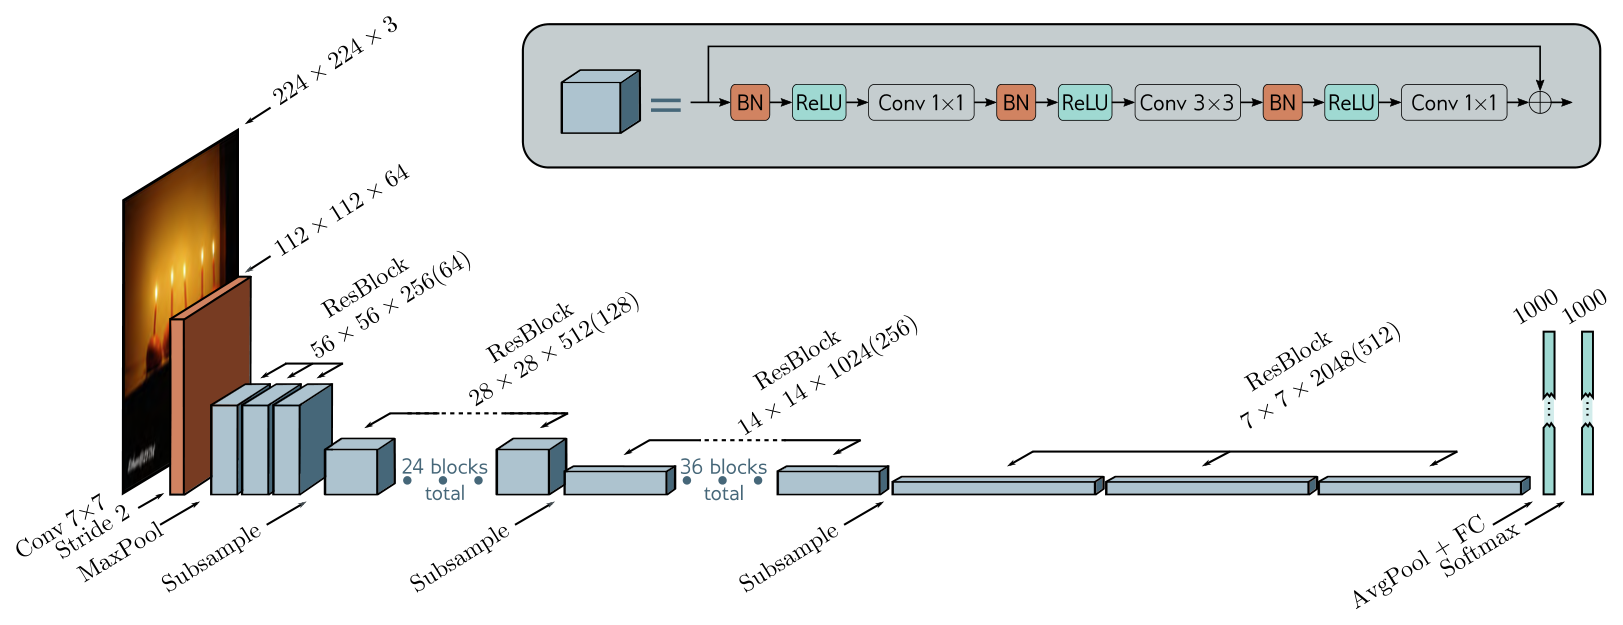 224 × 224 × 3
BN
ReLU
Conv 1×1
BN
ReLU
Conv 3×3
BN
ReLU
Conv 1×1
=
112 × 112 × 64
ResBlock
56 × 56 × 256(64)
ResBlock
28 × 28 × 512(128)
ResBlock
14 × 14 × 1024(256)
ResBlock
7 × 7 × 2048(512)
1000
1000
24 blocks
total
36 blocks
total
Conv 7×7
Stride 2
MaxPool
Subsample
Subsample
Subsample
AvgPool + FC
Softmax